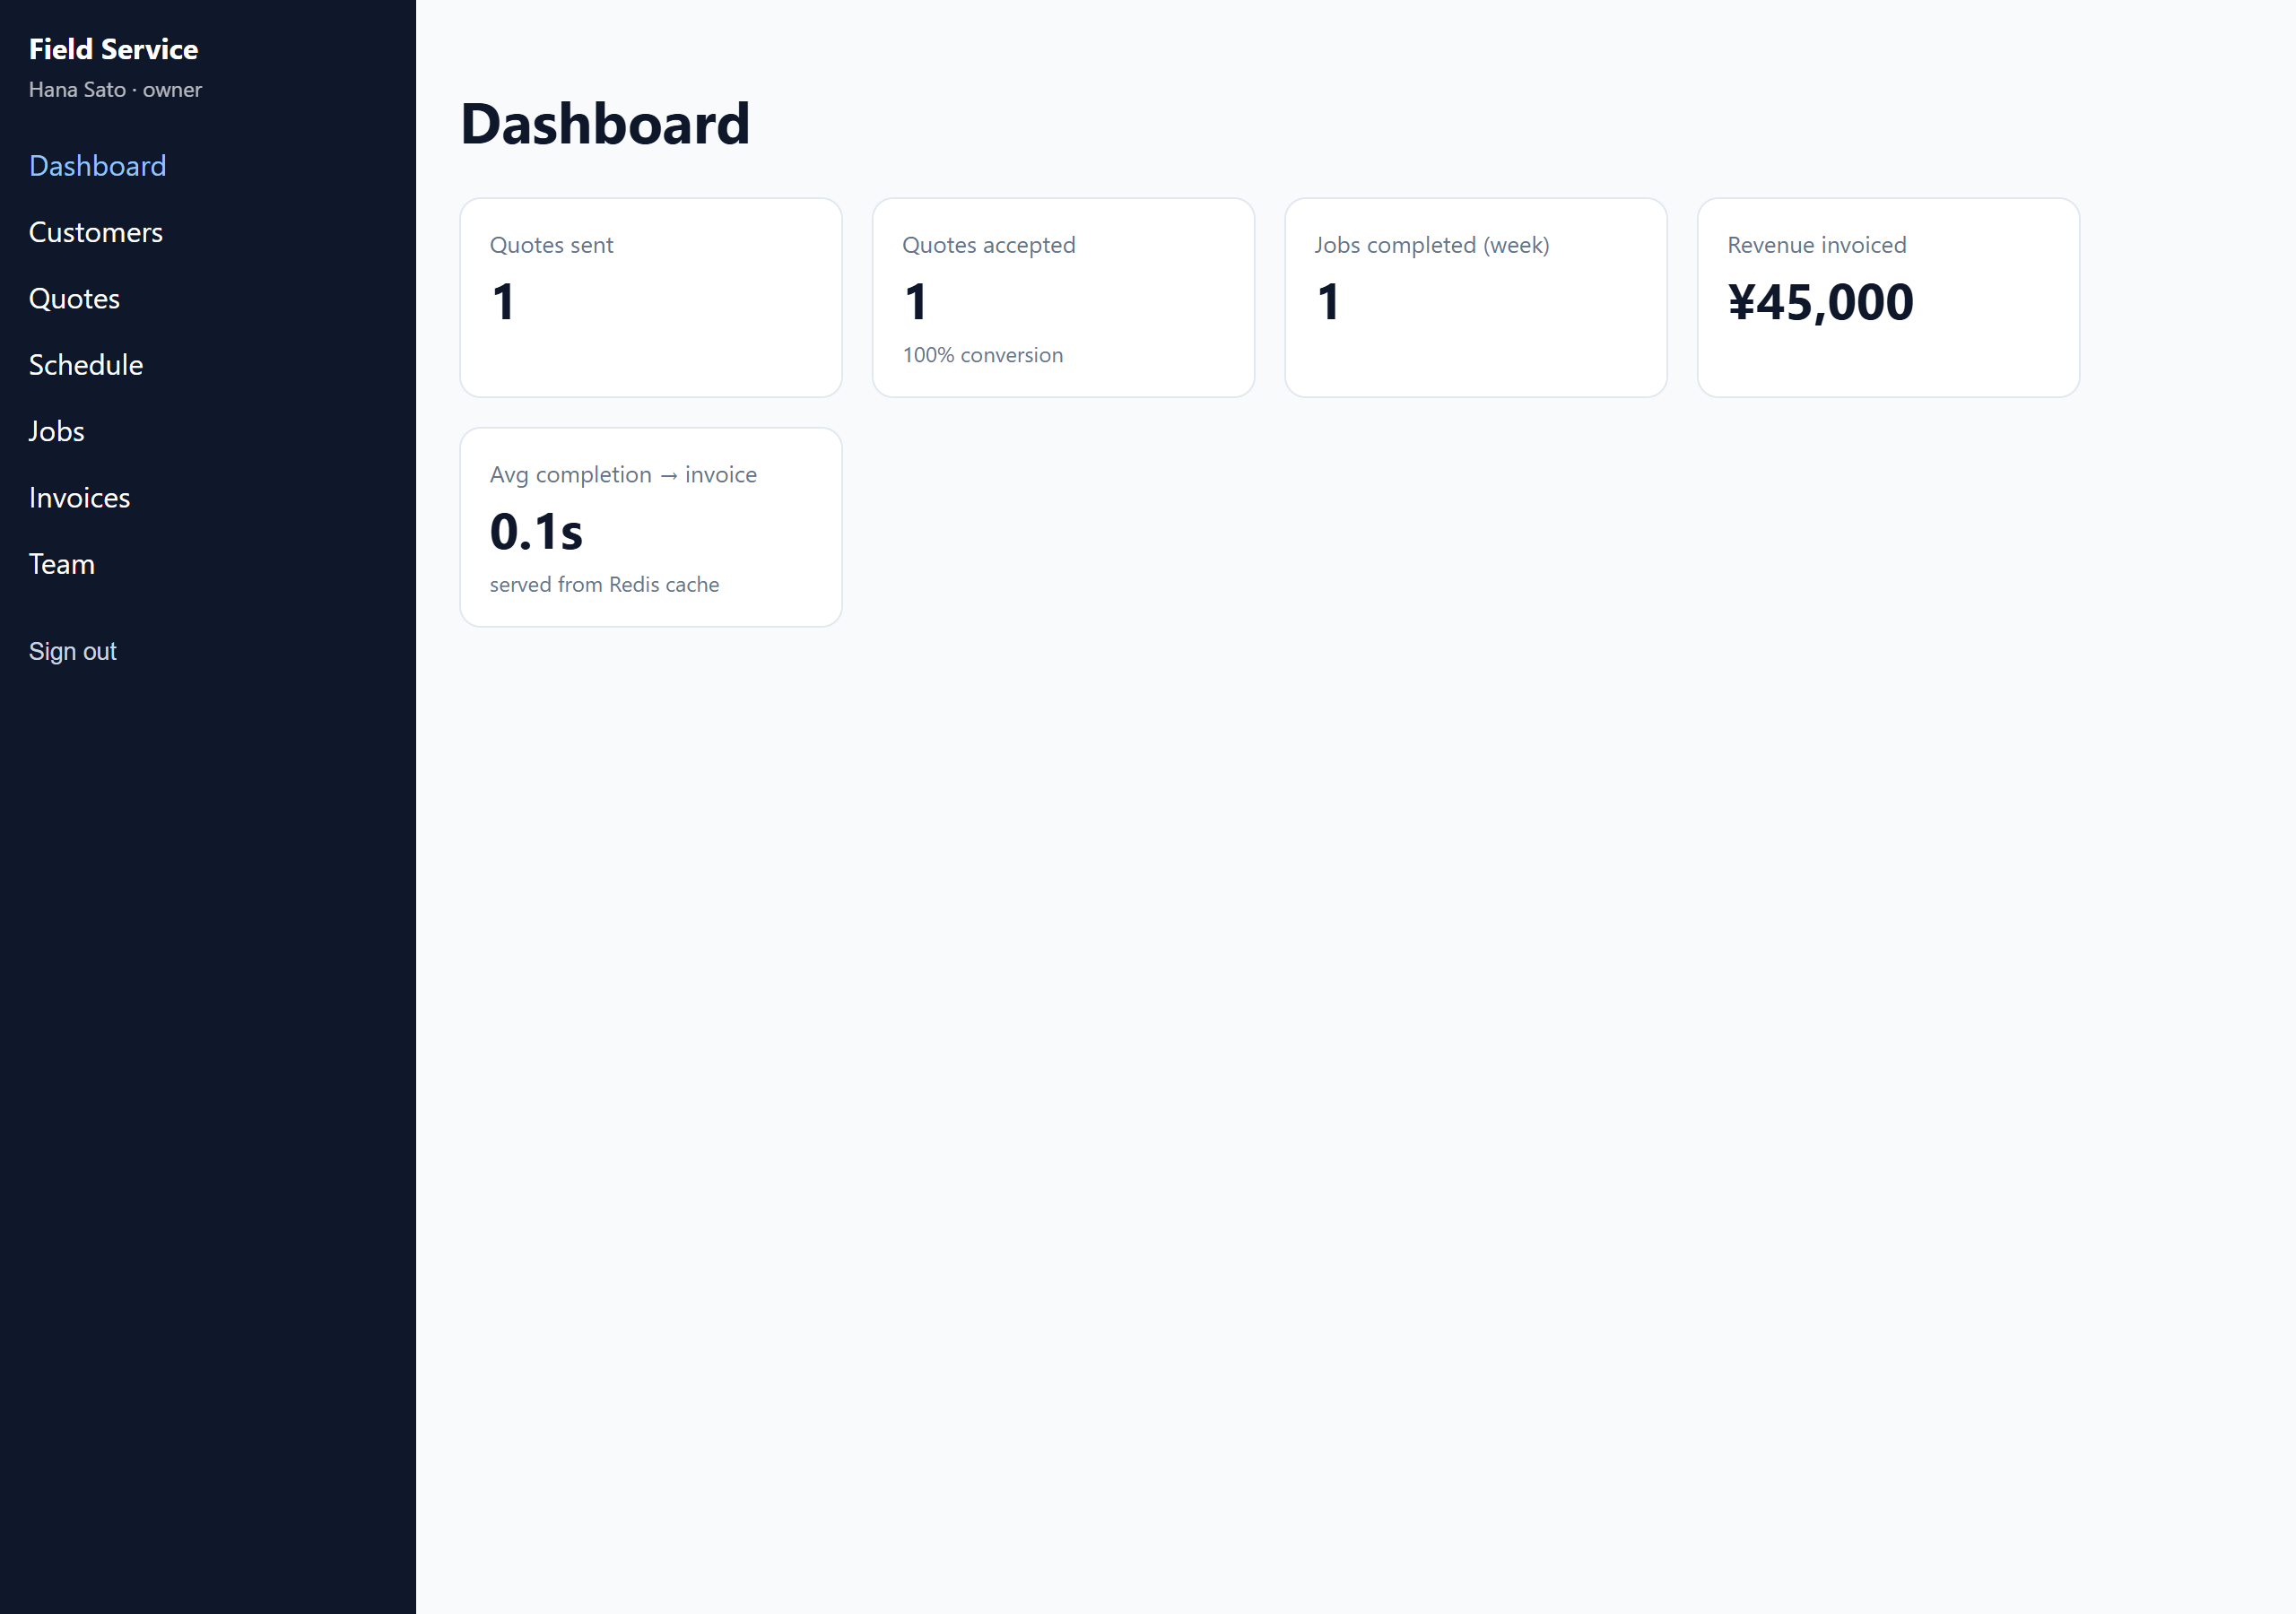 Field Service
Hana Sato · owner
Dashboard
Customers
Quotes
Schedule
Jobs
Invoices
Team
Sign out
Dashboard
Quotes sent
1
Quotes accepted
1
100% conversion
Jobs completed (week)
1
Revenue invoiced
¥45,000
Avg completion → invoice
0.1s
served from Redis cache